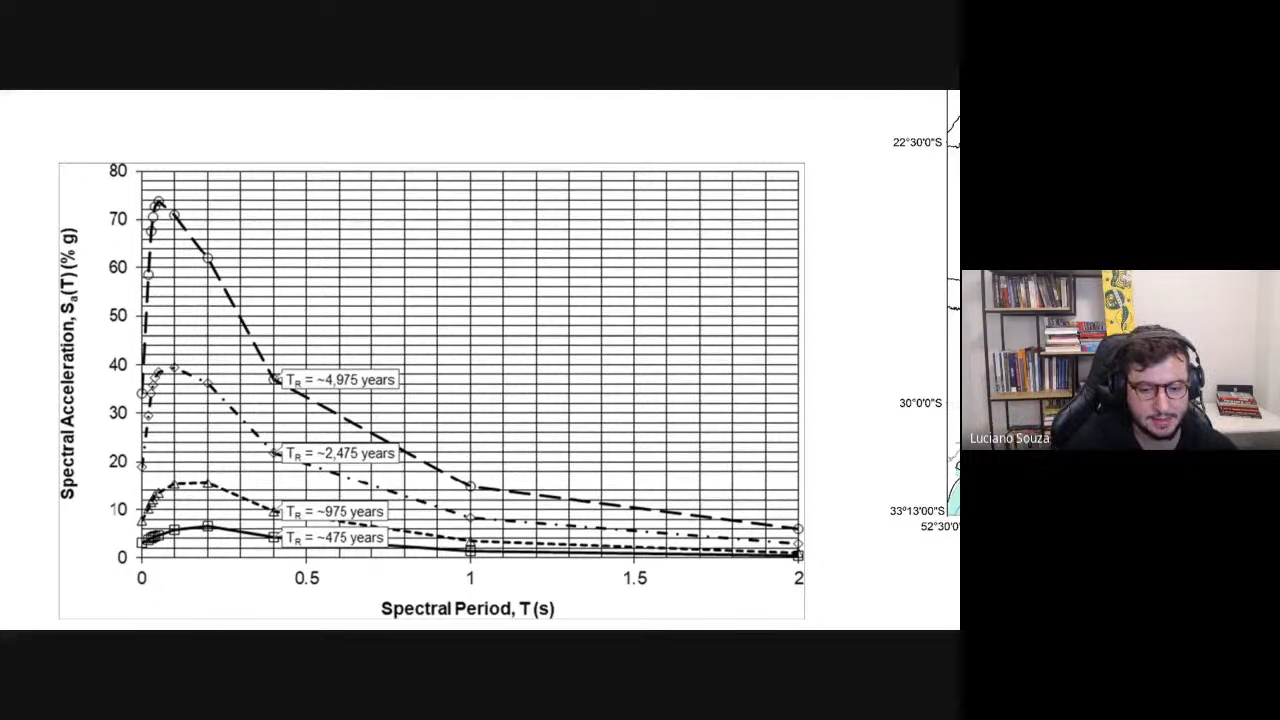 80
70
60
50
40
30
20
10
0
Spectral Acceleration, Sa(T) (% g)
TR = ~4,975 years
TR = ~2,475 years
TR = ~975 years
TR = ~475 years
0 0.5 1 1.5 2
Spectral Period, T (s)
22°30'0"S
30°0'0"S
33°13'00"S
52°30'0
Luciano Souza